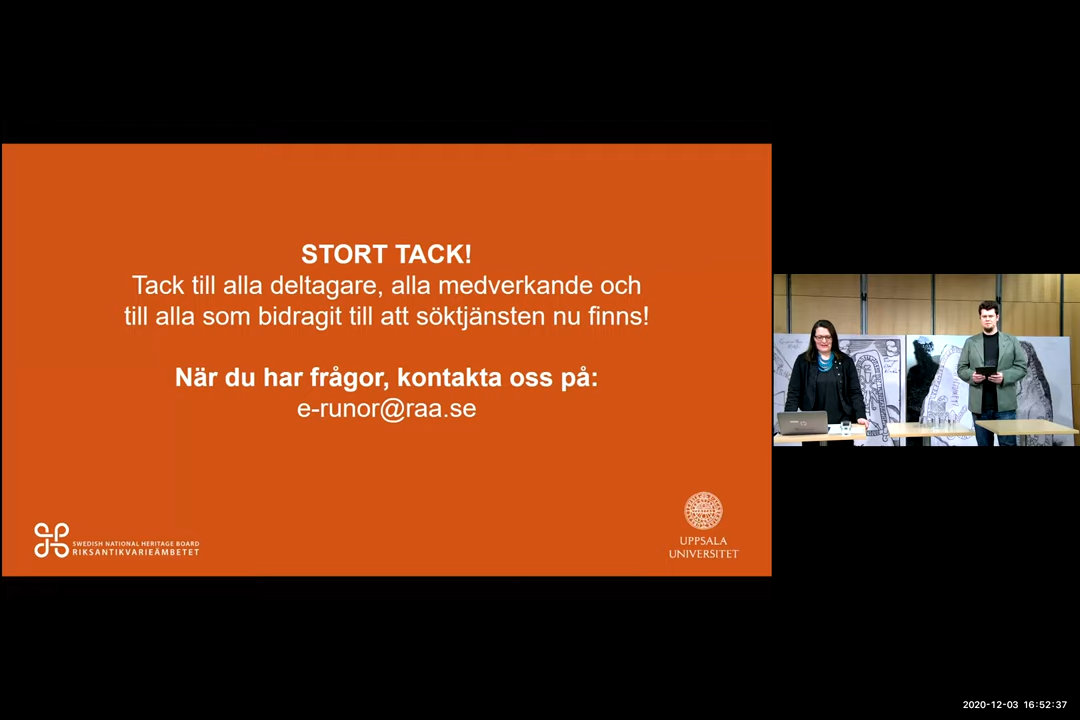 STORT TACK!
Tack till alla deltagare, alla medverkande och
till alla som bidragit till att söktjänsten nu finns!
När du har frågor, kontakta oss på:
e-runor@raa.se
SWEDISH NATIONAL HERITAGE BOARD
RIKSANTIKVARIEÄMBETET
UPPSALA
UNIVERSITET
2020-12-03 16:52:37